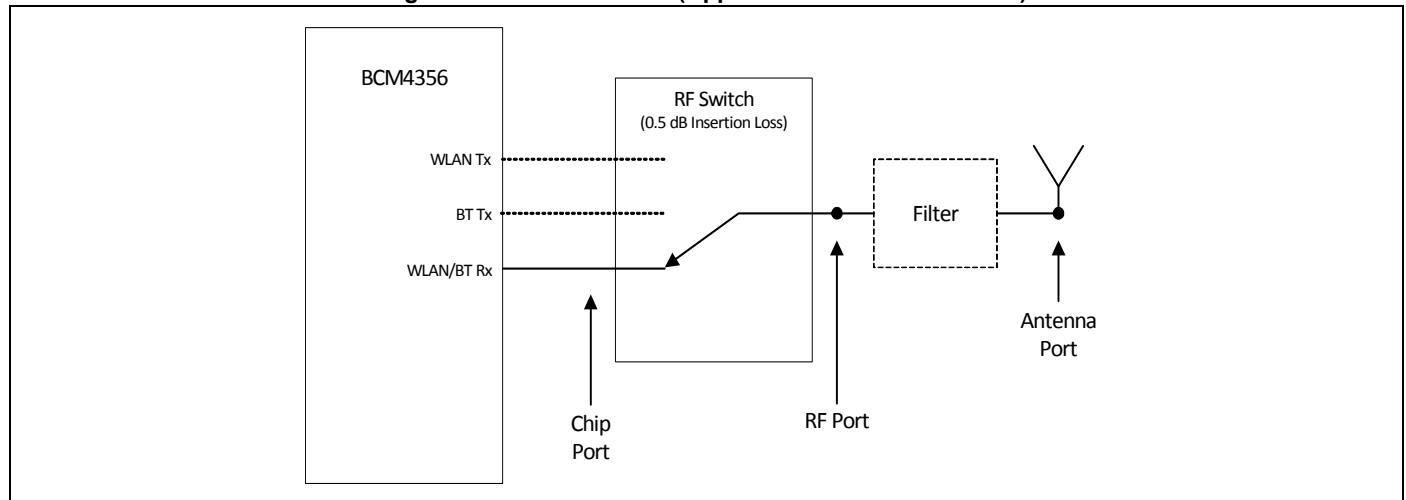 BCM4356
RF Switch
(0.5 dB Insertion Loss)
WLAN Tx
BT Tx
WLAN/BT Rx
Filter
Antenna
Port
RF Port
Chip
Port